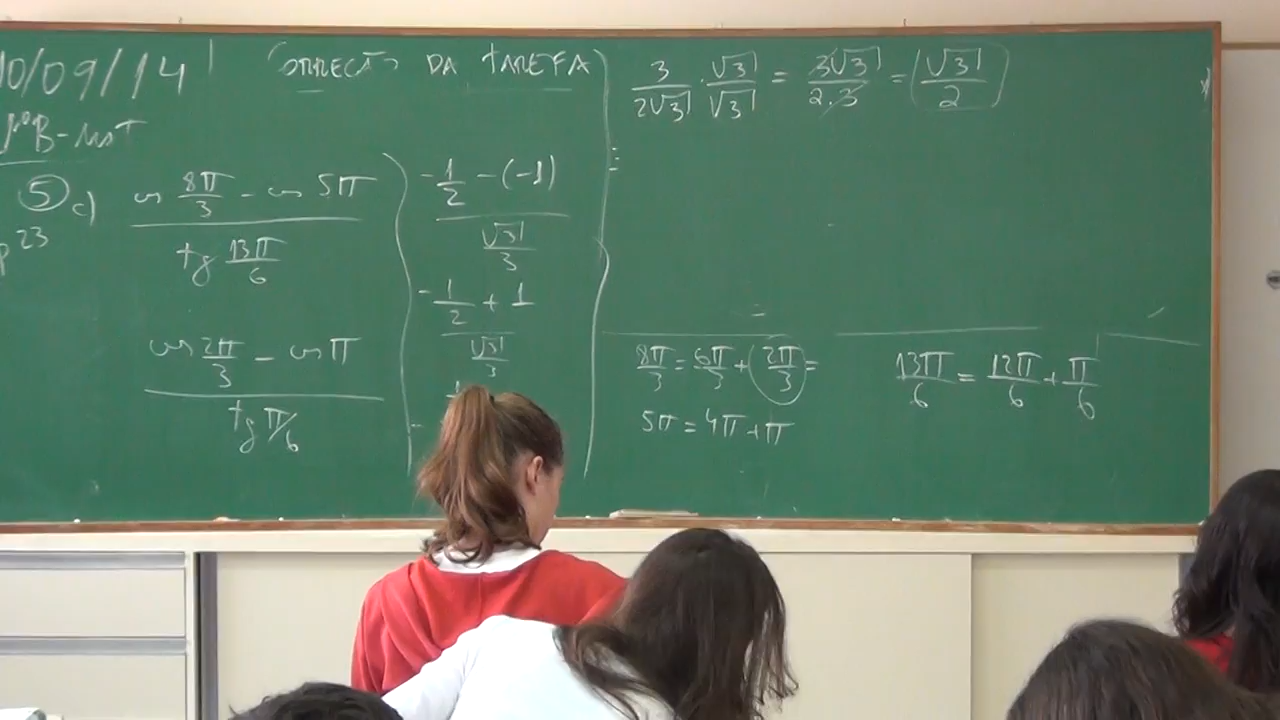 10/09/14
CORREÇÃO DA TAREFA
5 c)
p 23
cos 8π/3 - cos 5π
tg 13π/6
cos 2π/3 - cos π
tg π/6
-1/2 - (-1)
√3/3
-1/2 + 1
√3/3
3/2√3 . √3/√3 = 3√3/2.3 = √3/2
8π/3 = 6π/3 + 2π/3 =
5π = 4π + π
13π/6 = 12π/6 + π/6